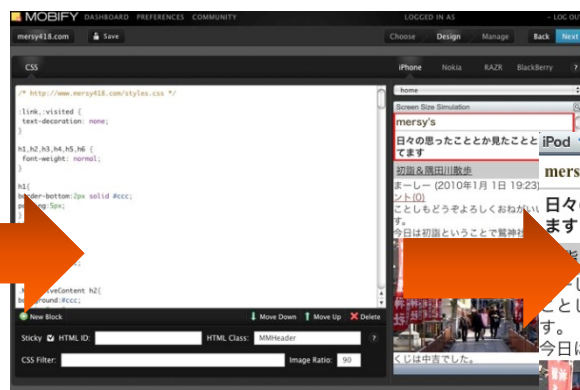 MOBIFY DASHBOARD PREFERENCES COMMUNITY LOGGED IN AS - LOG OU
mersy418.com Save Choose Design Manage Back Next
CSS iPhone Nokia RAZR BlackBerry ?
/* http://www.mersy418.com/styles.css */
:link,:visited {
text-decoration: none;
}
h1,h2,h3,h4,h5,h6 {
font-weight: normal;
}
h1{
border-bottom:2px solid #ccc;
:5px;
}
iveContent h2{
ground:#ccc;
New Block Move Down Move Up Delete
Sticky HTML ID: HTML Class: MMHeader ?
CSS Filter: Image Ratio: 90
home
Screen Size Simulation
mersy's
日々の思ったこととか見たことと
てます
初詣&隅田川散歩
まーしー (2010年1月 1日 19:23)
ント(0)
ことしもどうぞよろしくおねがい
す。
今日は初詣ということで鷲神社
くじは中吉でした。
iPod
mers
日々の
ます
す。
今日は